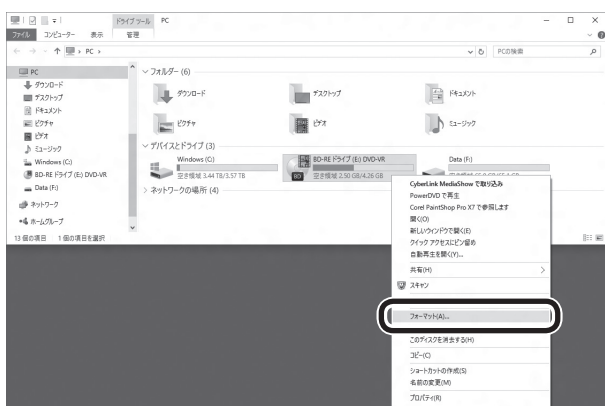 ドライブ ツール PC
ファイル コンピューター 表示 管理
PC
PCの検索
PC
ダウンロード
デスクトップ
ドキュメント
ピクチャ
ビデオ
ミュージック
Windows (C:)
BD-RE ドライブ (E:) DVD-VR
Data (F:)
ネットワーク
ホームグループ
フォルダー (6)
ダウンロード
デスクトップ
ドキュメント
ピクチャ
ビデオ
ミュージック
デバイスとドライブ (3)
Windows (C:)
空き領域 3.44 TB/3.57 TB
BD-RE ドライブ (E:) DVD-VR
空き領域 2.50 GB/4.26 GB
BD
Data (F:)
ネットワークの場所 (4)
CyberLink MediaShow で取り込み
PowerDVD で再生
Corel PaintShop Pro X7 で参照します
開く(O)
新しいウィンドウで開く(E)
クイック アクセスにピン留め
自動再生を開く(Y)...
共有(H)
スキャン
フォーマット(A)...
このディスクを消去する(H)
コピー(C)
ショートカットの作成(S)
名前の変更(M)
プロパティ(R)
13 個の項目 1 個の項目を選択